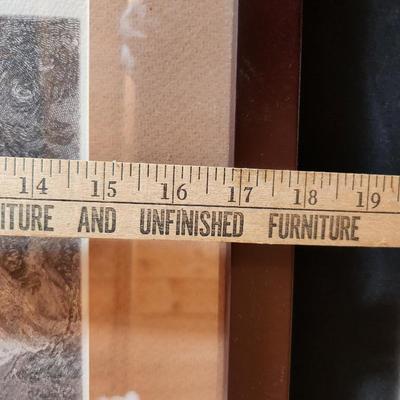 14 15 16 17 18 19
ITURE AND UNFINISHED FURNITURE